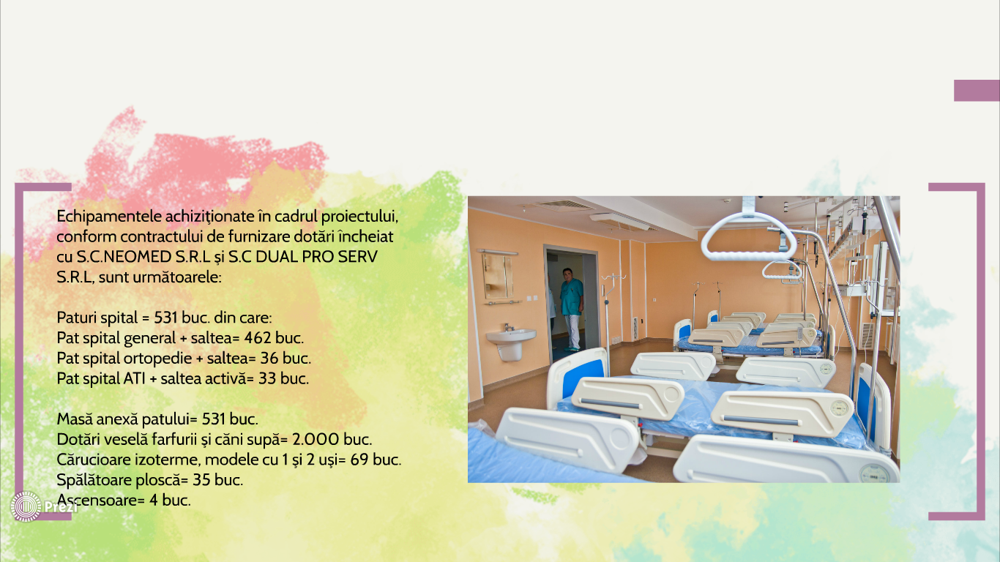 Echipamentele achiziţionate în cadrul proiectului,
conform contractului de furnizare dotări încheiat
cu S.C.NEOMED S.R.L şi S.C DUAL PRO SERV
S.R.L, sunt următoarele:
Paturi spital = 531 buc. din care:
Pat spital general + saltea= 462 buc.
Pat spital ortopedie + saltea= 36 buc.
Pat spital ATI + saltea activă= 33 buc.
Masă anexă patului= 531 buc.
Dotări veselă farfurii şi căni supă= 2.000 buc.
Cărucioare izoterme, modele cu 1 şi 2 uşi= 69 buc.
Spălătoare ploscă= 35 buc.
Ascensoare= 4 buc.
Prezi